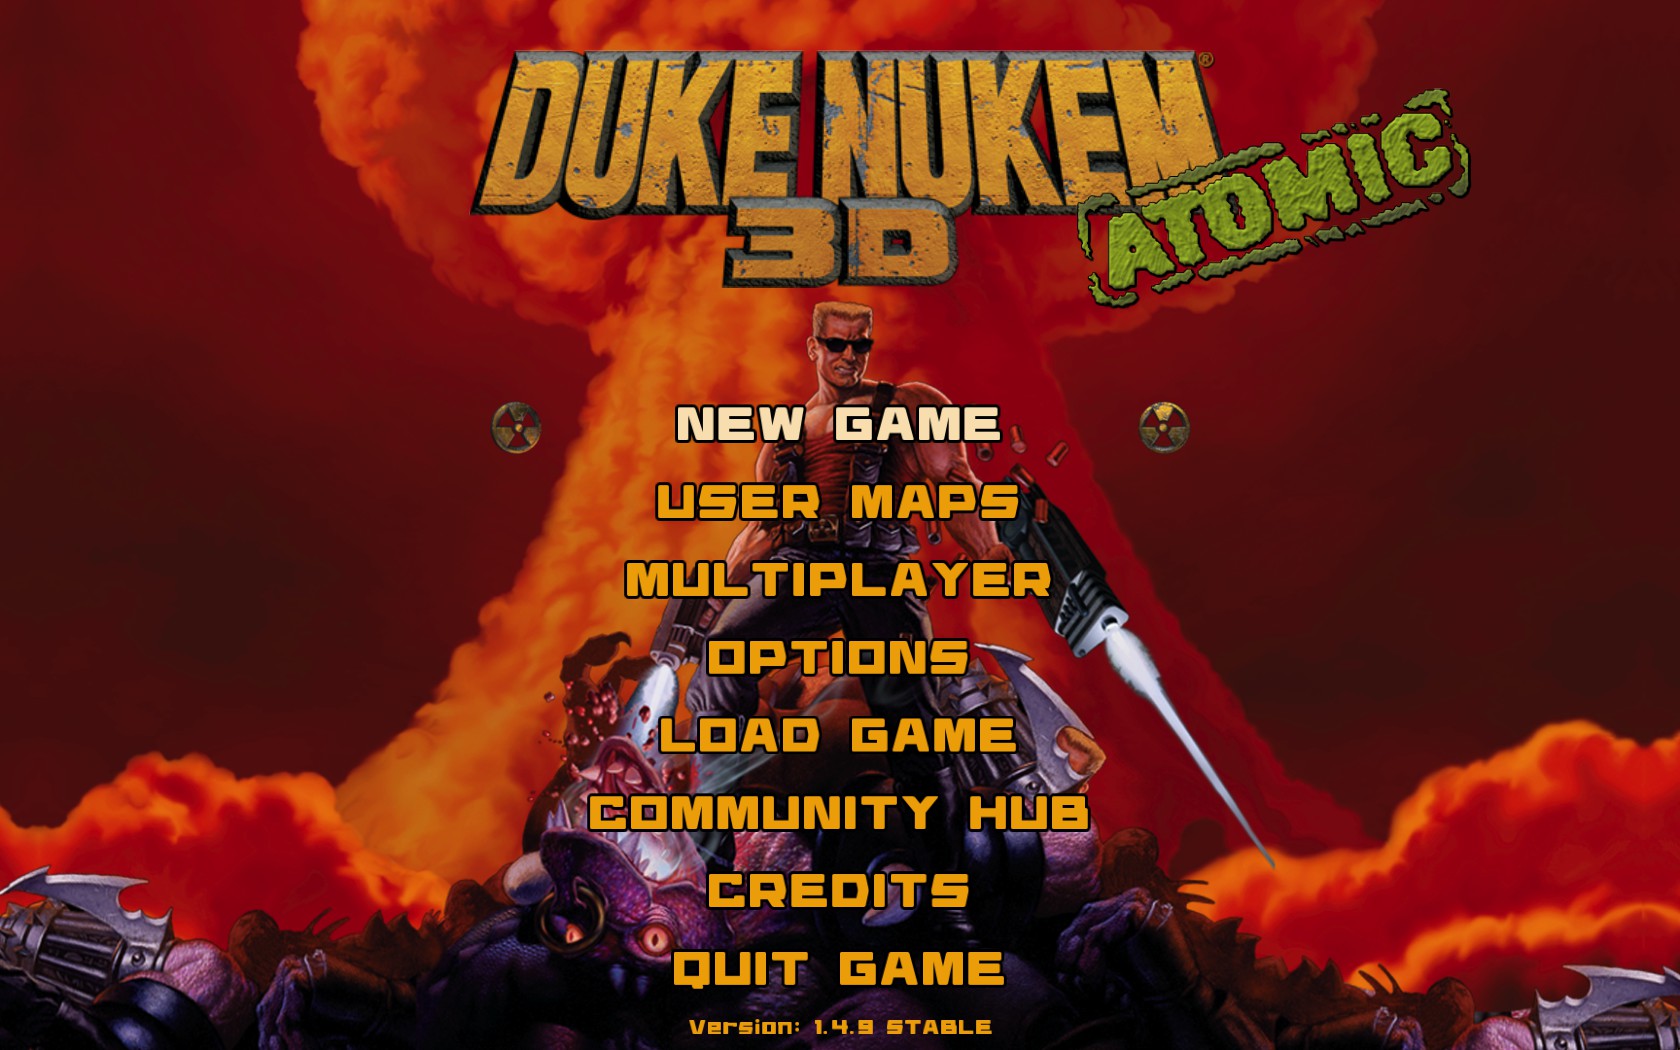 DUKE NUKEM®
3D
ATOMIC
NEW GAME
USER MAPS
MULTIPLAYER
OPTIONS
LOAD GAME
COMMUNITY HUB
CREDITS
QUIT GAME
Version: 1.4.9 STABLE